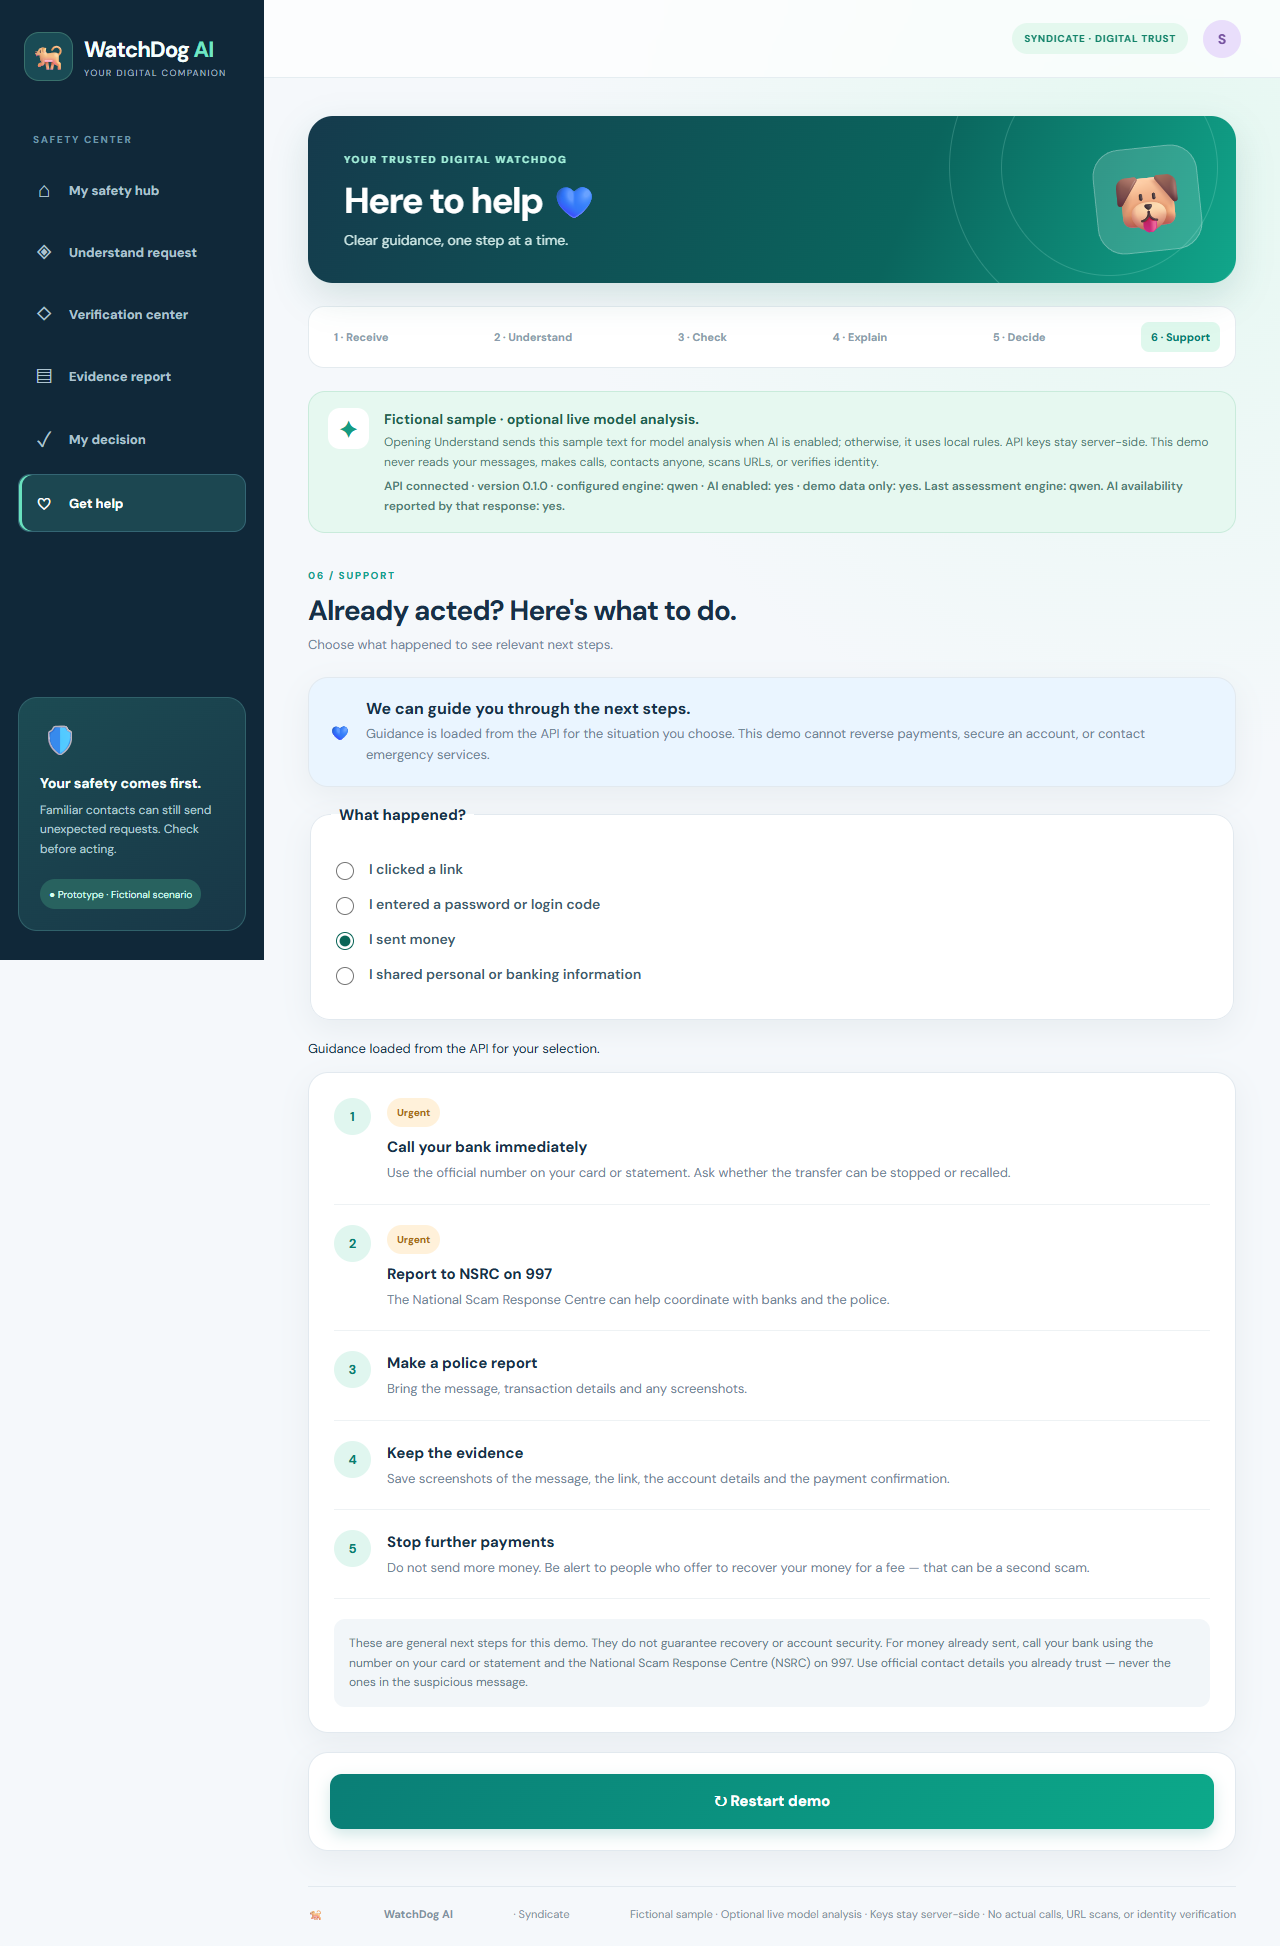 WatchDog AI
YOUR DIGITAL COMPANION
SAFETY CENTER
My safety hub
Understand request
Verification center
Evidence report
My decision
Get help
Your safety comes first.
Familiar contacts can still send
unexpected requests. Check
before acting.
● Prototype · Fictional scenario
SYNDICATE · DIGITAL TRUST
S
YOUR TRUSTED DIGITAL WATCHDOG
Here to help 💙
Clear guidance, one step at a time.
1 · Receive
2 · Understand
3 · Check
4 · Explain
5 · Decide
6 · Support
Fictional sample · optional live model analysis.
Opening Understand sends this sample text for model analysis when AI is enabled; otherwise, it uses local rules. API keys stay server-side. This demo
never reads your messages, makes calls, contacts anyone, scans URLs, or verifies identity.
API connected · version 0.1.0 · configured engine: qwen · AI enabled: yes · demo data only: yes. Last assessment engine: qwen. AI availability
reported by that response: yes.
06 / SUPPORT
Already acted? Here's what to do.
Choose what happened to see relevant next steps.
We can guide you through the next steps.
Guidance is loaded from the API for the situation you choose. This demo cannot reverse payments, secure an account, or contact
emergency services.
What happened?
I clicked a link
I entered a password or login code
I sent money
I shared personal or banking information
Guidance loaded from the API for your selection.
1
Urgent
Call your bank immediately
Use the official number on your card or statement. Ask whether the transfer can be stopped or recalled.
2
Urgent
Report to NSRC on 997
The National Scam Response Centre can help coordinate with banks and the police.
3
Make a police report
Bring the message, transaction details and any screenshots.
4
Keep the evidence
Save screenshots of the message, the link, the account details and the payment confirmation.
5
Stop further payments
Do not send more money. Be alert to people who offer to recover your money for a fee — that can be a second scam.
These are general next steps for this demo. They do not guarantee recovery or account security. For money already sent, call your bank using the
number on your card or statement and the National Scam Response Centre (NSRC) on 997. Use official contact details you already trust — never the
ones in the suspicious message.
↻ Restart demo
WatchDog AI · Syndicate
Fictional sample · Optional live model analysis · Keys stay server-side · No actual calls, URL scans, or identity verification